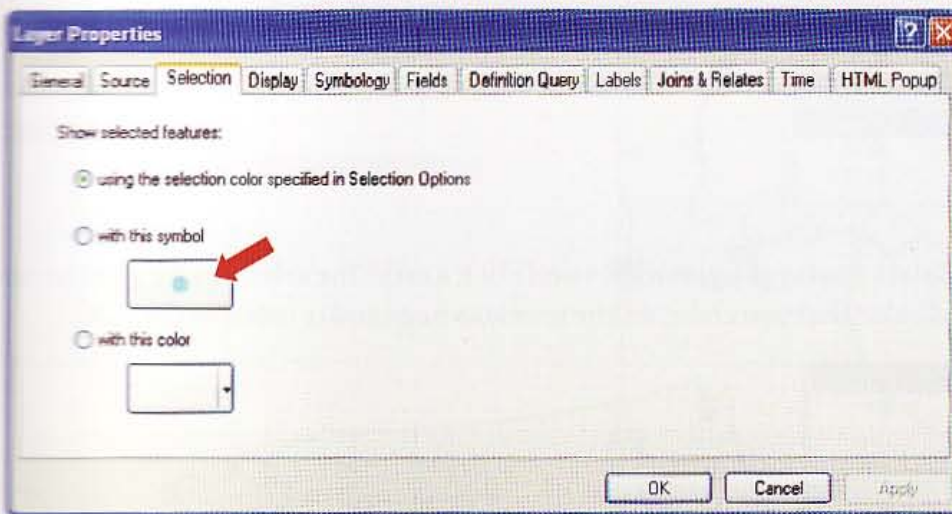 Layer Properties
General Source Selection Display Symbology Fields Definition Query Labels Joins & Relates Time HTML Popup
Show selected features:
using the selection color specified in Selection Options
with this symbol
with this color
OK Cancel Apply